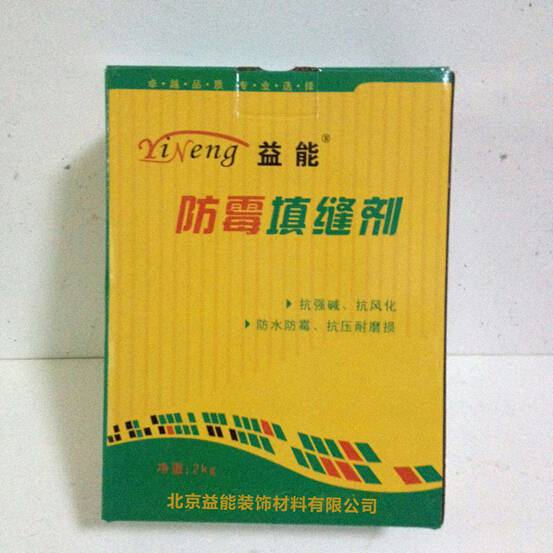 卓·越·品·质 专·业·选·择
YiNeng 益能®
防霉填缝剂
抗强碱、抗风化
防水防霉、抗压耐磨损
净重:2kg
北京益能装饰材料有限公司